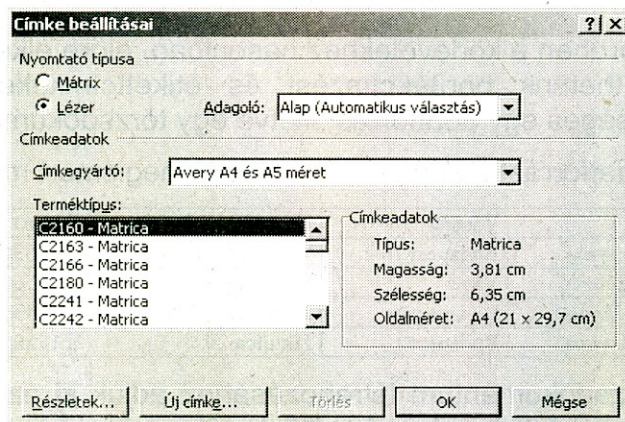 Címke beállításai
Nyomtató típusa
Mátrix
Lézer
Adagoló: Alap (Automatikus választás)
Címkeadatok
Címkegyártó: Avery A4 és A5 méret
Terméktípus:
C2160 - Matrica
C2163 - Matrica
C2166 - Matrica
C2180 - Matrica
C2241 - Matrica
C2242 - Matrica
Címkeadatok
Típus: Matrica
Magasság: 3,81 cm
Szélesség: 6,35 cm
Oldalméret: A4 (21 x 29,7 cm)
Részletek... Új címke... Törlés OK Mégse